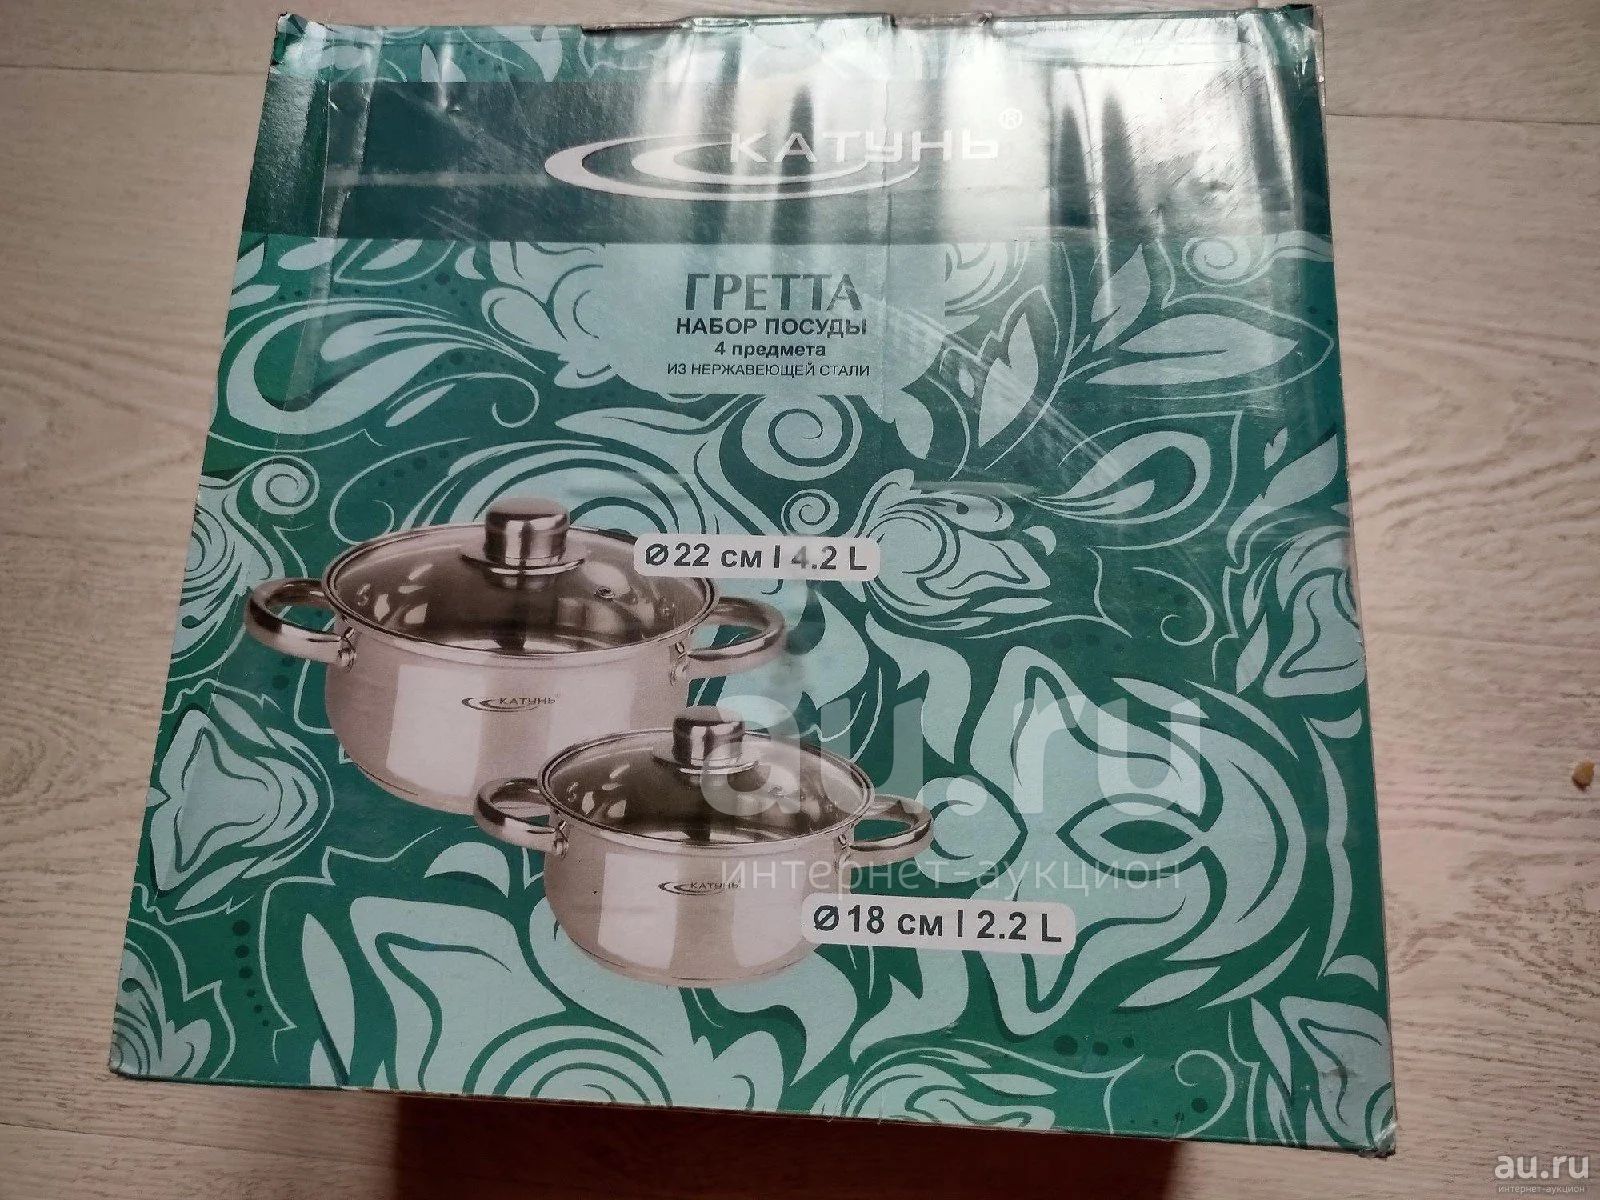 КАТУНЬ®
ГРЕТТА
НАБОР ПОСУДЫ
4 предмета
ИЗ НЕРЖАВЕЮЩЕЙ СТАЛИ
Ø22 см | 4.2 L
КАТУНЬ
au.ru
интернет-аукцион
КАТУНЬ
Ø18 см | 2.2 L
au.ru
интернет-аукцион